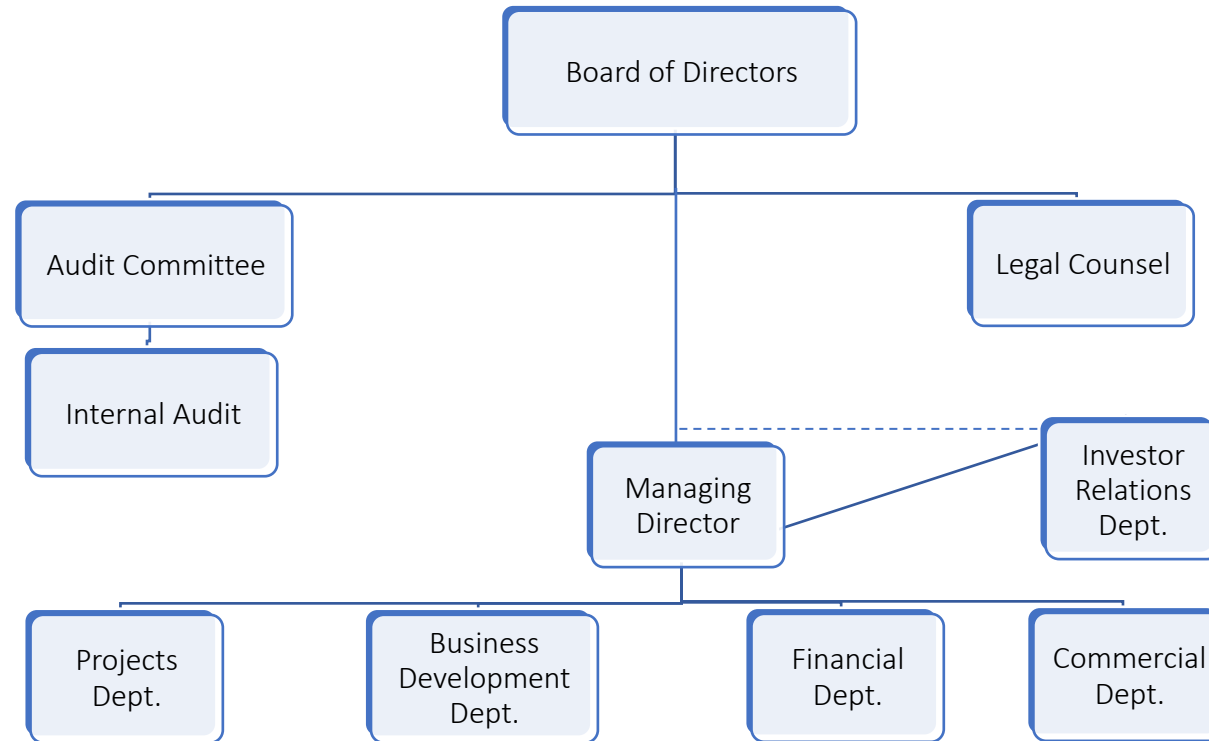 Board of Directors
Audit Committee
Legal Counsel
Internal Audit
Managing
Director
Investor
Relations
Dept.
Projects
Dept.
Business
Development
Dept.
Financial
Dept.
Commercial
Dept.